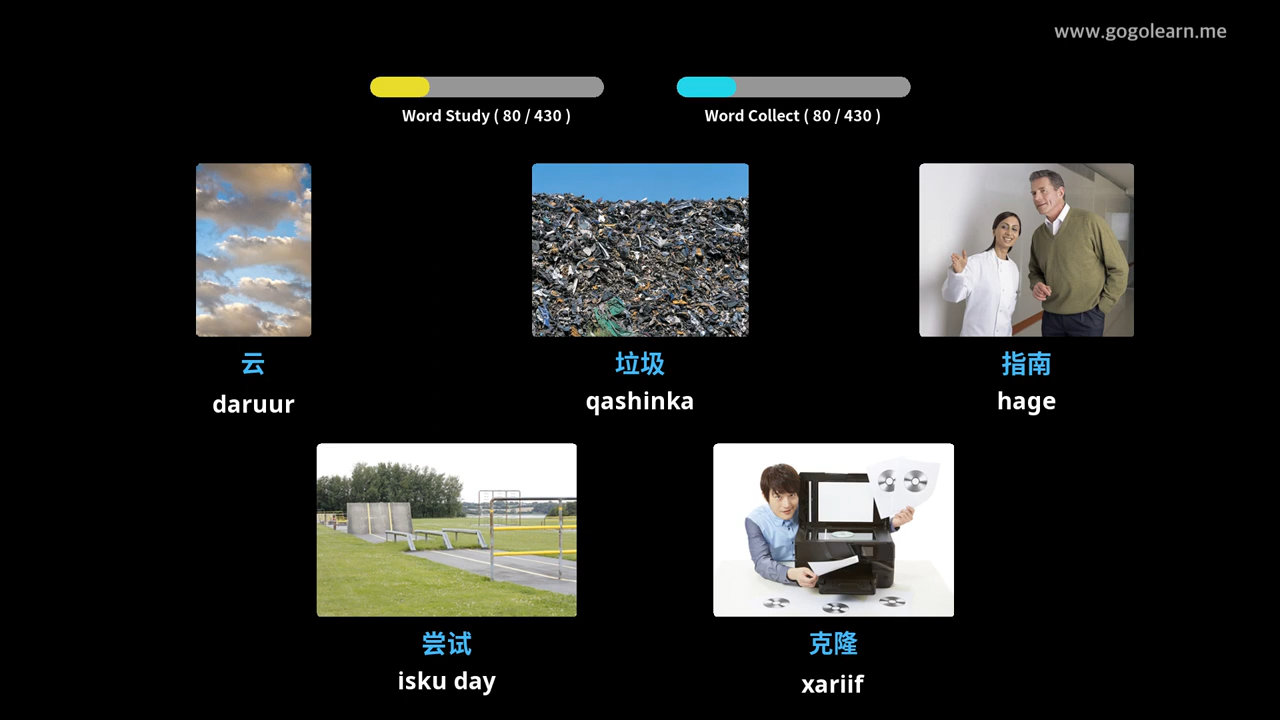 www.gogolearn.me
Word Study ( 80 / 430 )
Word Collect ( 80 / 430 )
云
daruur
垃圾
qashinka
指南
hage
尝试
isku day
克隆
xariif